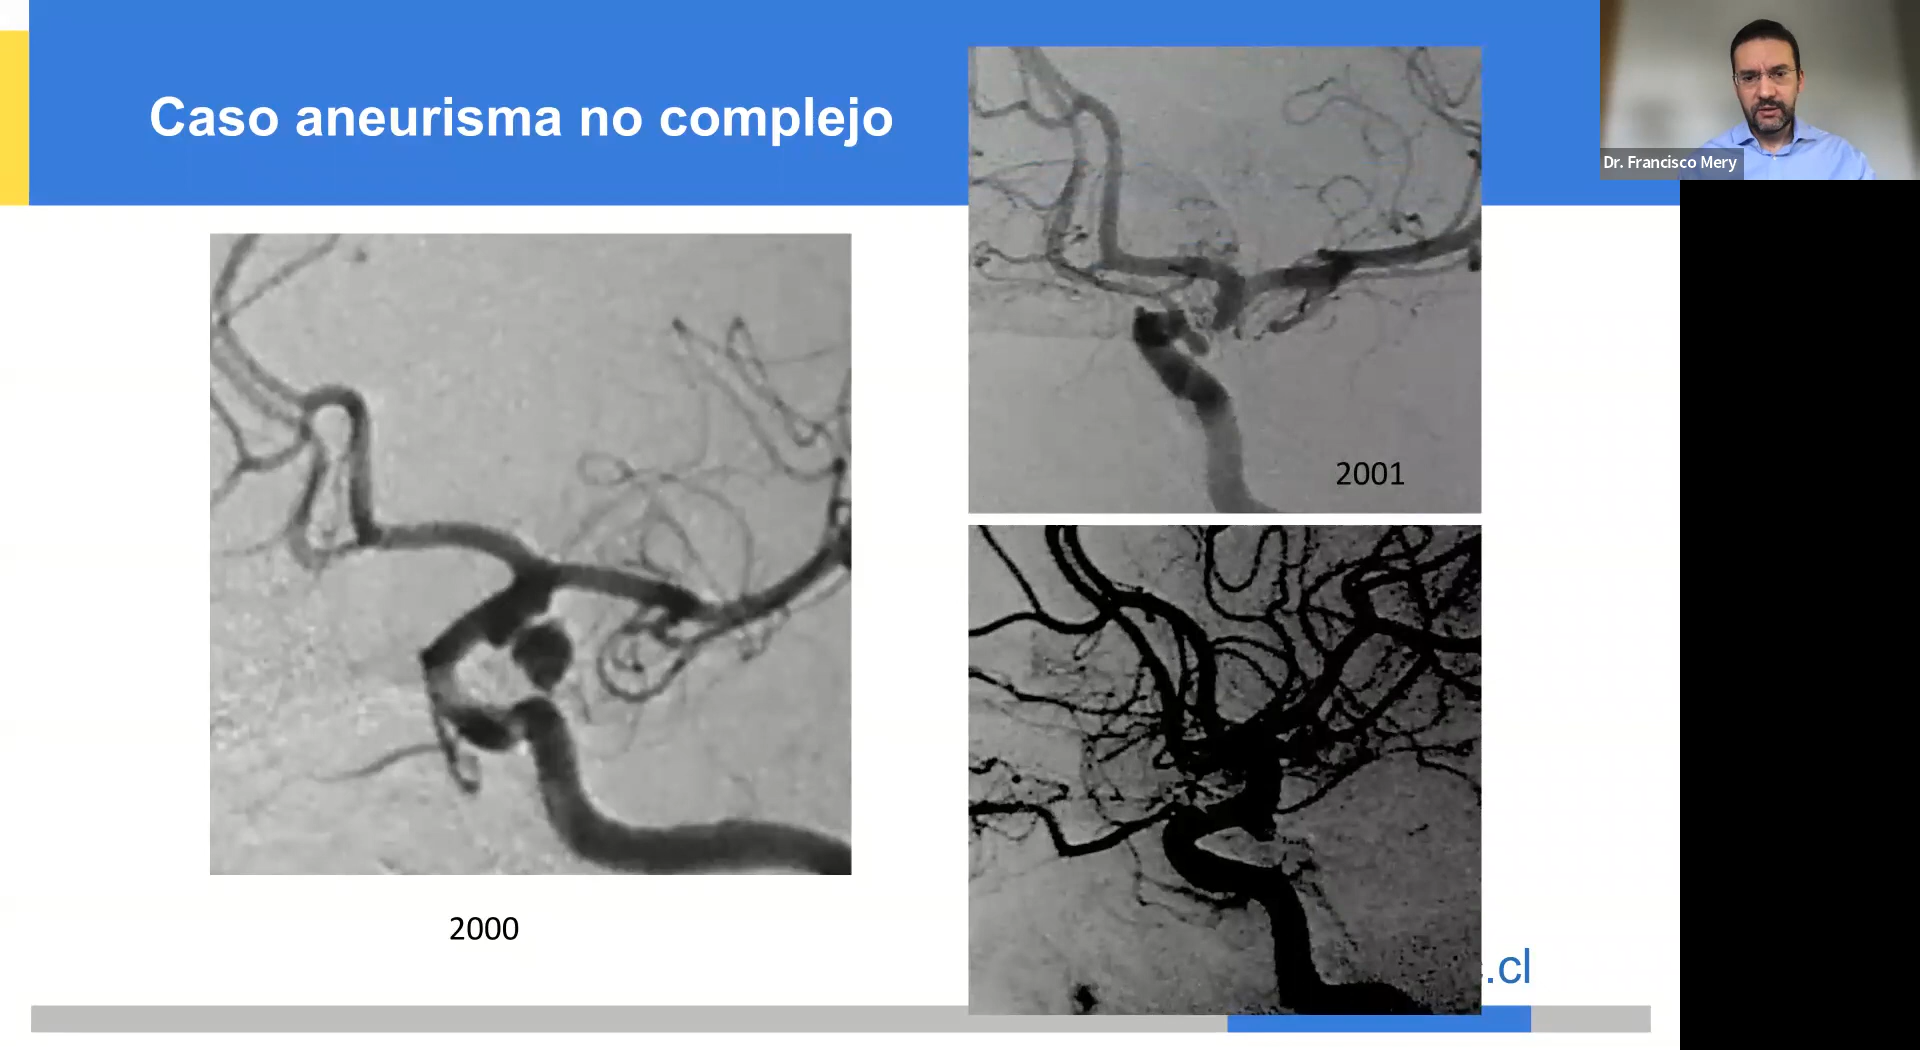 Caso aneurisma no complejo
Dr. Francisco Mery
2001
2000
.cl